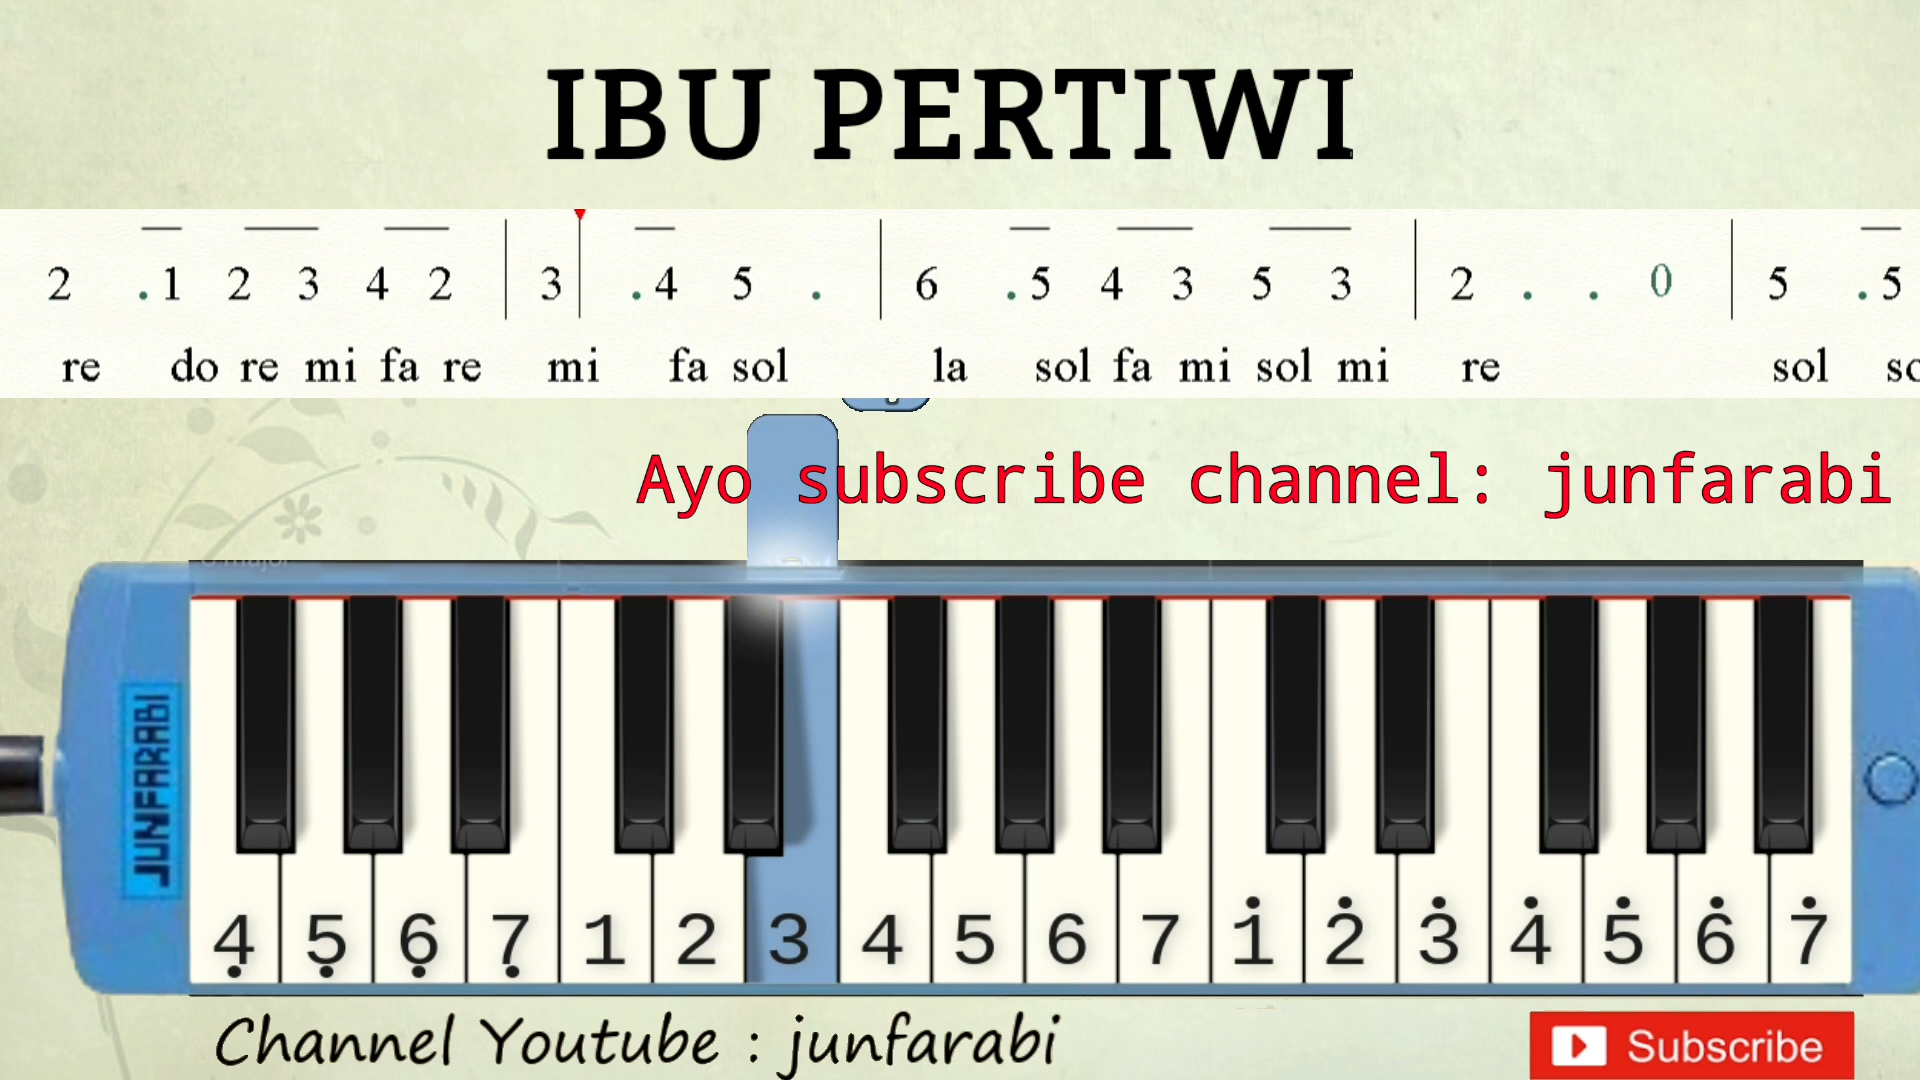 IBU PERTIWI
2 .1 2 3 4 2 | 3 .4 5 . | 6 .5 4 3 5 3 | 2 . . 0 | 5 .5
re do re mi fa re mi fa sol la sol fa mi sol mi re sol
Ayo subscribe channel: junfarabi
JUNFARABI
4̣ 5̣ 6̣ 7̣ 1 2 3 4 5 6 7 1̇ 2̇ 3̇ 4̇ 5̇ 6̇ 7̇
Channel Youtube : junfarabi
Subscribe